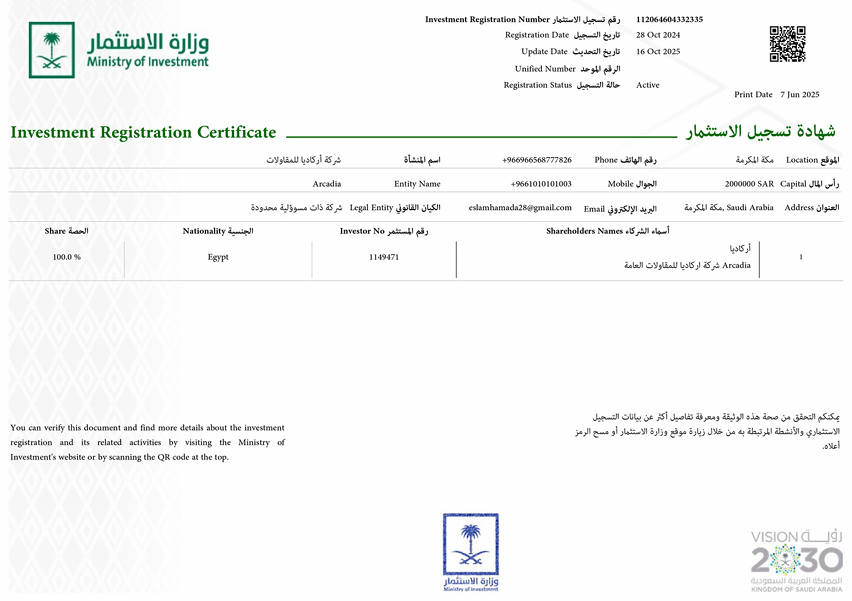 وزارة الاستثمار
Ministry of Investment
Investment Registration Number رقم تسجيل الاستثمار 112064604332335
Registration Date تاريخ التسجيل 28 Oct 2024
Update Date تاريخ التحديث 16 Oct 2025
Unified Number الرقم الموحد
Registration Status حالة التسجيل Active
Print Date 7 Jun 2025
Investment Registration Certificate شهادة تسجيل الاستثمار
الموقع Location مكة المكرمة رقم الهاتف Phone +966966568777826 اسم المنشأة شركة أركاديا للمقاولات
رأس المال Capital 2000000 SAR الجوال Mobile +9661010101003 Entity Name Arcadia
العنوان Address مكة المكرمة, Saudi Arabia البريد الإلكتروني Email eslamhamada28@gmail.com الكيان القانوني Legal Entity شركة ذات مسؤولية محدودة
أسماء الشركاء Shareholders Names رقم المستثمر Investor No الجنسية Nationality الحصة Share
1 أركاديا 1149471 Egypt 100.0 %
Arcadia شركة اركاديا للمقاولات العامة
You can verify this document and find more details about the investment
registration and its related activities by visiting the Ministry of
Investment's website or by scanning the QR code at the top.
يمكنكم التحقق من صحة هذه الوثيقة ومعرفة تفاصيل أكثر عن بيانات التسجيل
الاستثماري والأنشطة المرتبطة به من خلال زيارة موقع وزارة الاستثمار أو مسح الرمز
أعلاه.
وزارة الاستثمار
Ministry of Investment
VISION رؤيــة
2030
المملكة العربية السعودية
KINGDOM OF SAUDI ARABIA